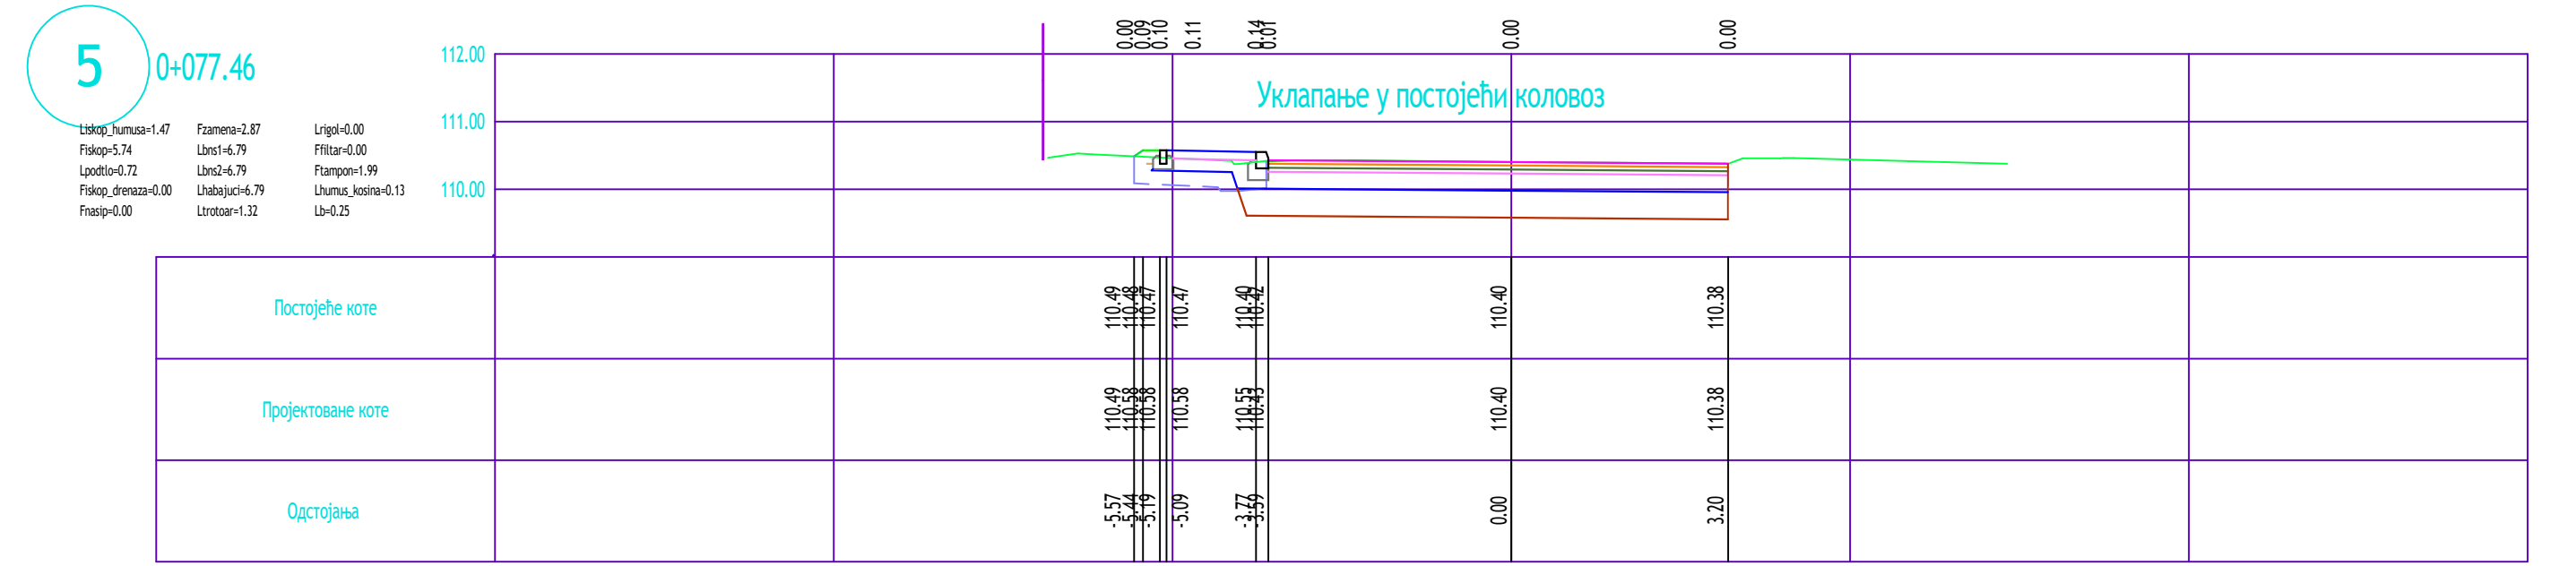 0.00 0.09 0.10 0.11 0.14 0.01 0.00 0.00
5 0+077.46
112.00
Уклапање у постојећи коловоз
111.00
Liskop_humusa=1.47 Fzamena=2.87 Lrigol=0.00
Fiskop=5.74 Lbns1=6.79 Ffiltar=0.00
Lpodtlo=0.72 Lbns2=6.79 Ftampon=1.99
Fiskop_drenaza=0.00 Lhabajuci=6.79 Lhumus_kosina=0.13
110.00
Fnasip=0.00 Ltrotoar=1.32 Lb=0.25
Постојеће коте 110.49 110.48 110.47 110.47 110.40 110.42 110.40 110.38
Пројектоване коте 110.49 110.58 110.58 110.58 110.55 110.43 110.40 110.38
Одстојања -5.57 -5.44 -5.19 -5.09 -3.77 -3.59 0.00 3.20